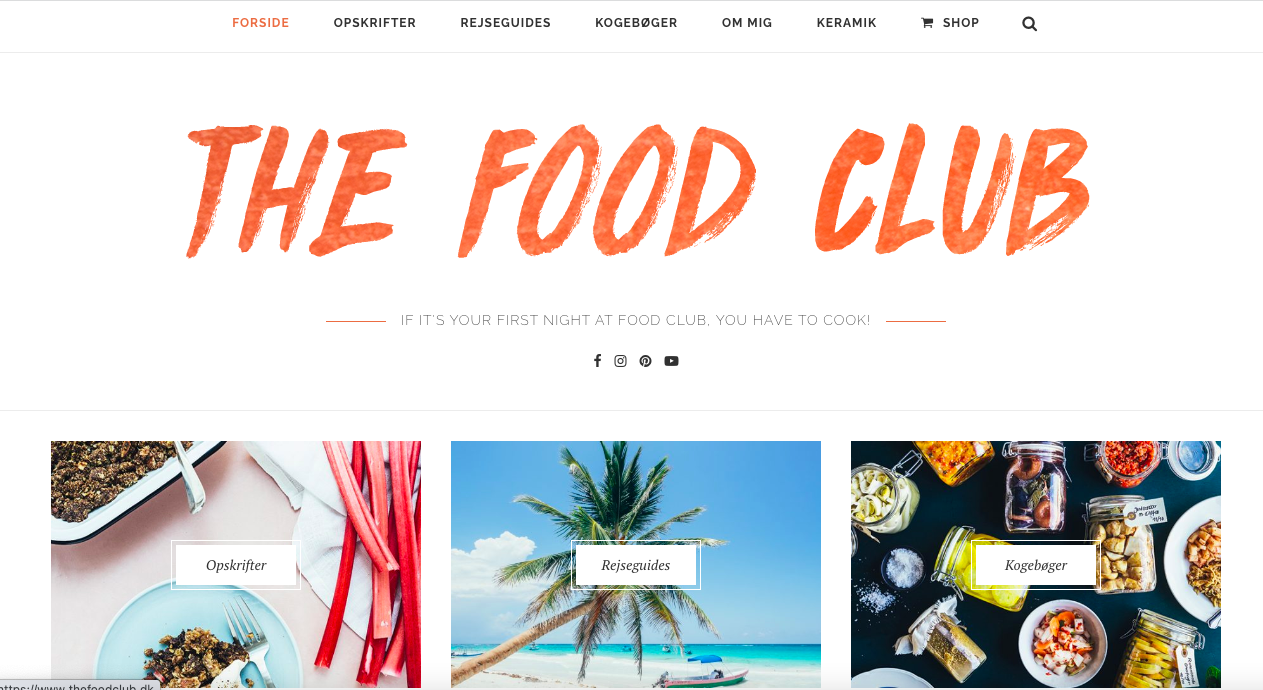 FORSIDE OPSKRIFTER REJSEGUIDES KOGEBØGER OM MIG KERAMIK SHOP
THE FOOD CLUB
IF IT'S YOUR FIRST NIGHT AT FOOD CLUB, YOU HAVE TO COOK!
Opskrifter Rejseguides Kogebøger
https://www.thefoodclub.dk